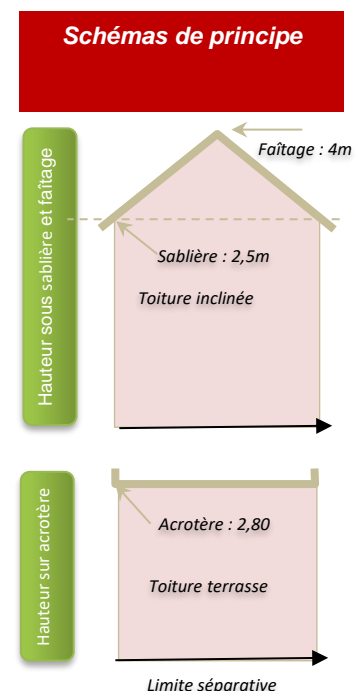 Schémas de principe
Hauteur sous sablière et faîtage
Faîtage : 4m
Sablière : 2,5m
Toiture inclinée
Hauteur sur acrotère
Acrotère : 2,80
Toiture terrasse
Limite séparative